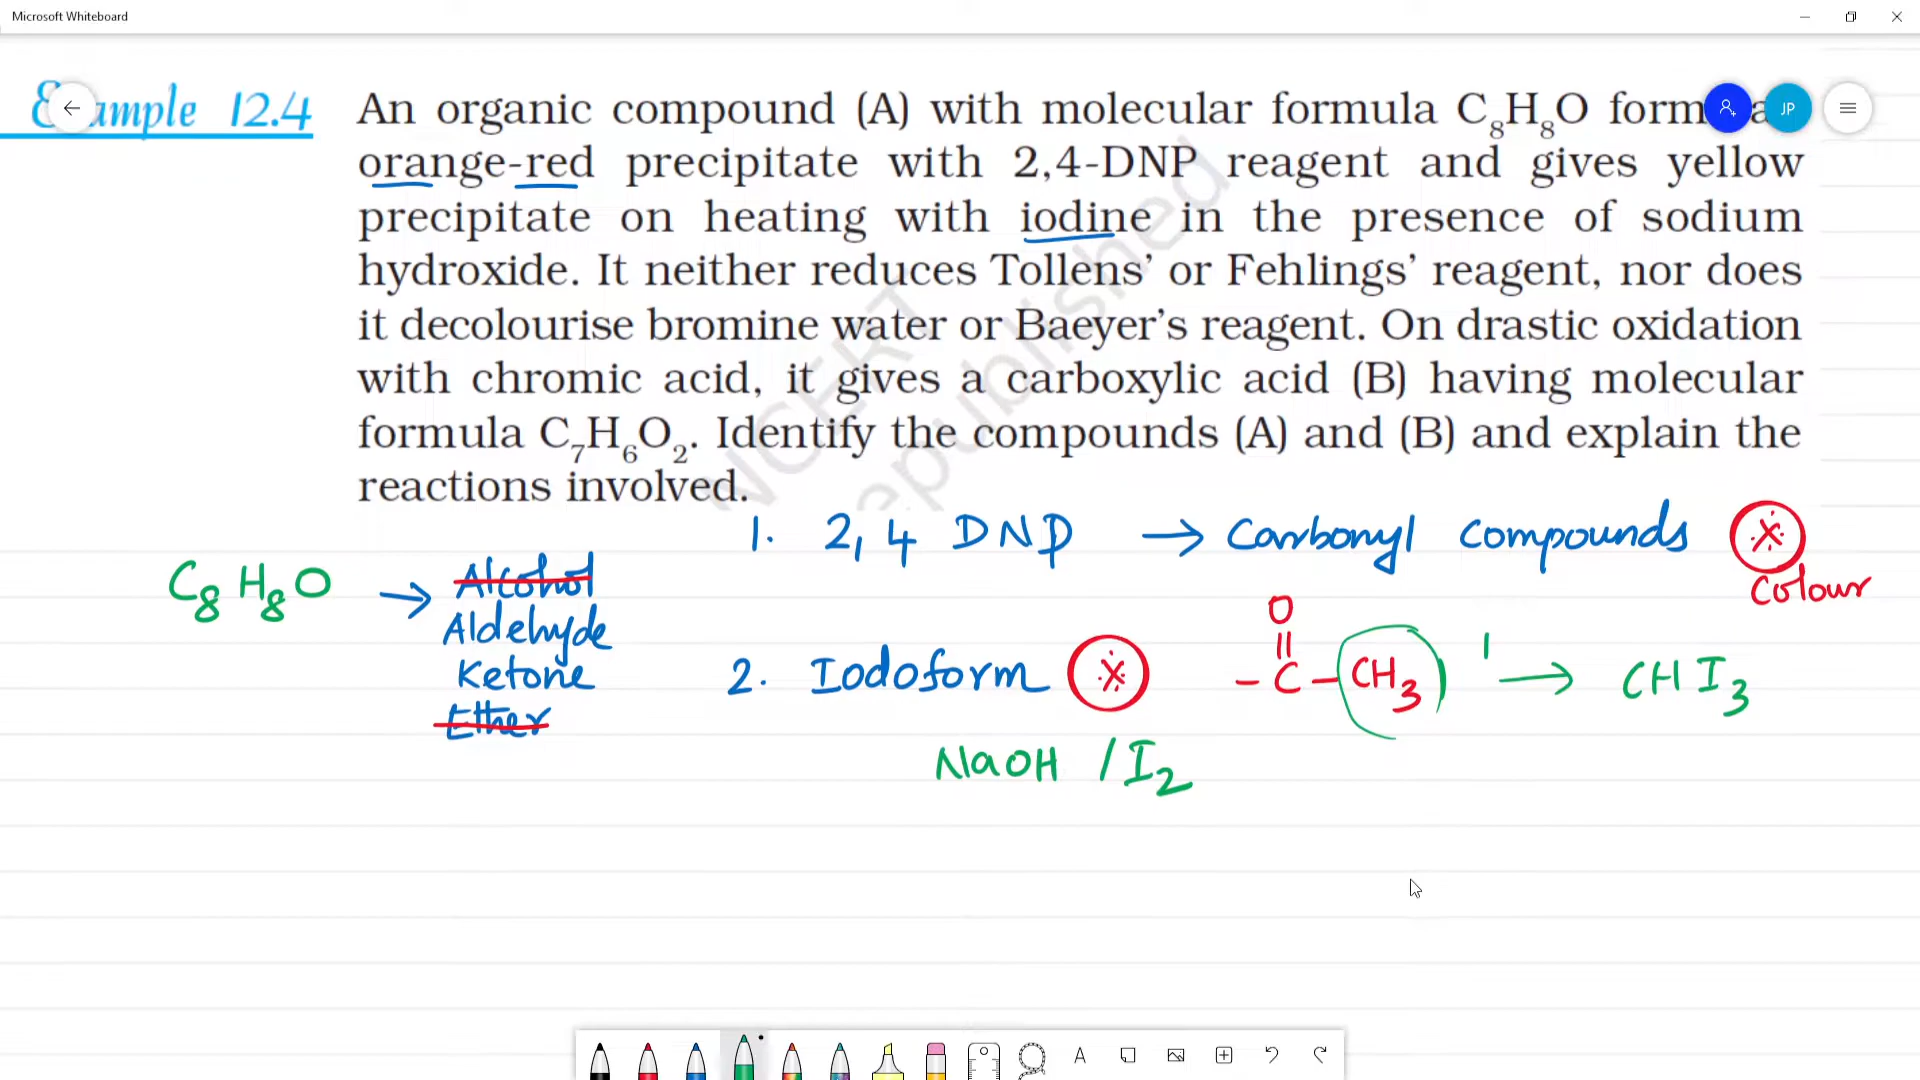 Microsoft Whiteboard
Example 12.4
An organic compound (A) with molecular formula C8H8O forms a
orange-red precipitate with 2,4-DNP reagent and gives yellow
precipitate on heating with iodine in the presence of sodium
hydroxide. It neither reduces Tollens’ or Fehlings’ reagent, nor does
it decolourise bromine water or Baeyer’s reagent. On drastic oxidation
with chromic acid, it gives a carboxylic acid (B) having molecular
formula C7H6O2. Identify the compounds (A) and (B) and explain the
reactions involved.
JP
NCERT
republished
1. 2,4 DNP → Carbonyl compounds
Colour
C8H8O → Alcohol
Aldehyde
Ketone
Ether
2. Iodoform
O
||
– C – CH3 → CHI3
NaOH / I2
A